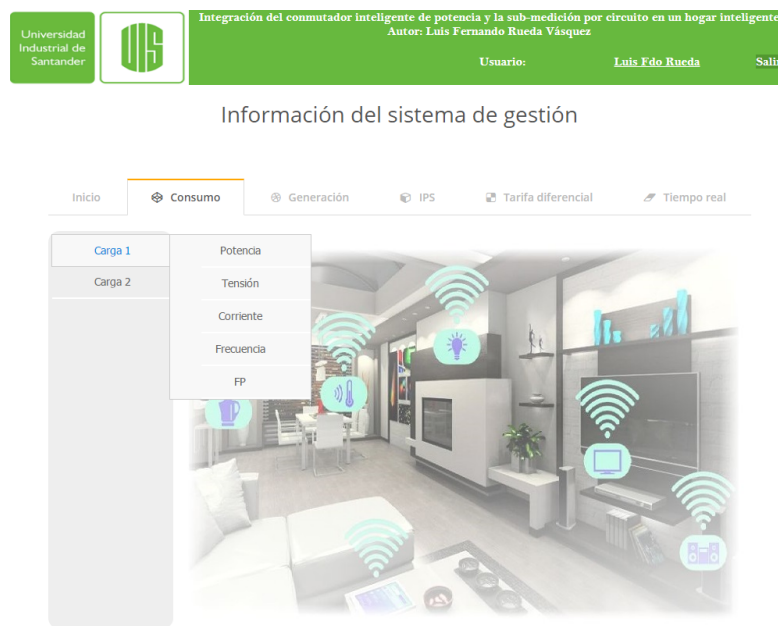 Universidad
Industrial de
Santander
UIS
Integración del conmutador inteligente de potencia y la sub-medición por circuito en un hogar inteligente
Autor: Luis Fernando Rueda Vásquez
Usuario: Luis Fdo Rueda Salir
Información del sistema de gestión
Inicio Consumo Generación IPS Tarifa diferencial Tiempo real
Carga 1
Carga 2
Potencia
Tensión
Corriente
Frecuencia
FP